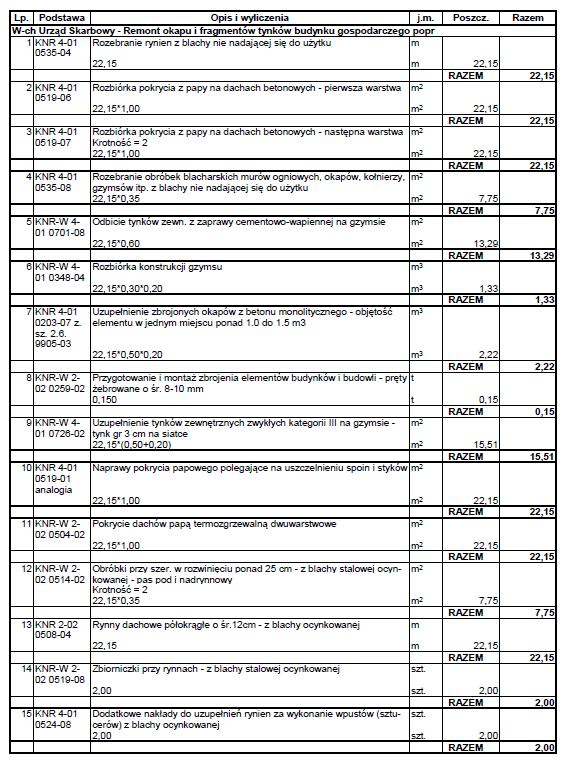 Lp. Podstawa Opis i wyliczenia j.m. Poszcz. Razem
W-ch Urząd Skarbowy - Remont okapu i fragmentów tynków budynku gospodarczego popr
1 KNR 4-01 Rozebranie rynien z blachy nie nadającej się do użytku m
0535-04
22,15 m 22,15
RAZEM 22,15
2 KNR 4-01 Rozbiórka pokrycia z papy na dachach betonowych - pierwsza warstwa m²
0519-06
22,15*1,00 m² 22,15
RAZEM 22,15
3 KNR 4-01 Rozbiórka pokrycia z papy na dachach betonowych - następna warstwa m²
0519-07 Krotność = 2
22,15*1,00 m² 22,15
RAZEM 22,15
4 KNR 4-01 Rozebranie obróbek blacharskich murów ogniowych, okapów, kołnierzy, m²
0535-08 gzymsów itp. z blachy nie nadającej się do użytku
22,15*0,35 m² 7,75
RAZEM 7,75
5 KNR-W 4- Odbicie tynków zewn. z zaprawy cementowo-wapiennej na gzymsie m²
01 0701-08
22,15*0,60 m² 13,29
RAZEM 13,29
6 KNR-W 4- Rozbiórka konstrukcji gzymsu m³
01 0348-04
22,15*0,30*0,20 m³ 1,33
RAZEM 1,33
7 KNR 4-01 Uzupełnienie zbrojonych okapów z betonu monolitycznego - objętość m³
0203-07 z. elementu w jednym miejscu ponad 1.0 do 1.5 m3
sz. 2.6.
9905-03
22,15*0,50*0,20 m³ 2,22
RAZEM 2,22
8 KNR-W 2- Przygotowanie i montaż zbrojenia elementów budynków i budowli - pręty t
02 0259-02 żebrowane o śr. 8-10 mm
0,150 t 0,15
RAZEM 0,15
9 KNR-W 4- Uzupełnienie tynków zewnętrznych zwykłych kategorii III na gzymsie - m²
01 0726-02 tynk gr 3 cm na siatce
22,15*(0,50+0,20) m² 15,51
RAZEM 15,51
10 KNR 4-01 Naprawy pokrycia papowego polegające na uszczelnieniu spoin i styków m²
0519-01
analogia
22,15*1,00 m² 22,15
RAZEM 22,15
11 KNR-W 2- Pokrycie dachów papą termozgrzewalną dwuwarstwowe m²
02 0504-02
22,15*1,00 m² 22,15
RAZEM 22,15
12 KNR-W 2- Obróbki przy szer. w rozwinięciu ponad 25 cm - z blachy stalowej ocyn- m²
02 0514-02 kowanej - pas pod i nadrynnowy
Krotność = 2
22,15*0,35 m² 7,75
RAZEM 7,75
13 KNR 2-02 Rynny dachowe półokrągłe o śr.12cm - z blachy ocynkowanej m
0508-04
22,15 m 22,15
RAZEM 22,15
14 KNR-W 2- Zbiorniczki przy rynnach - z blachy stalowej ocynkowanej szt.
02 0519-08
2,00 szt. 2,00
RAZEM 2,00
15 KNR 4-01 Dodatkowe nakłady do uzupełnień rynien za wykonanie wpustów (sztu- szt.
0524-08 cerów) z blachy ocynkowanej
2,00 szt. 2,00
RAZEM 2,00